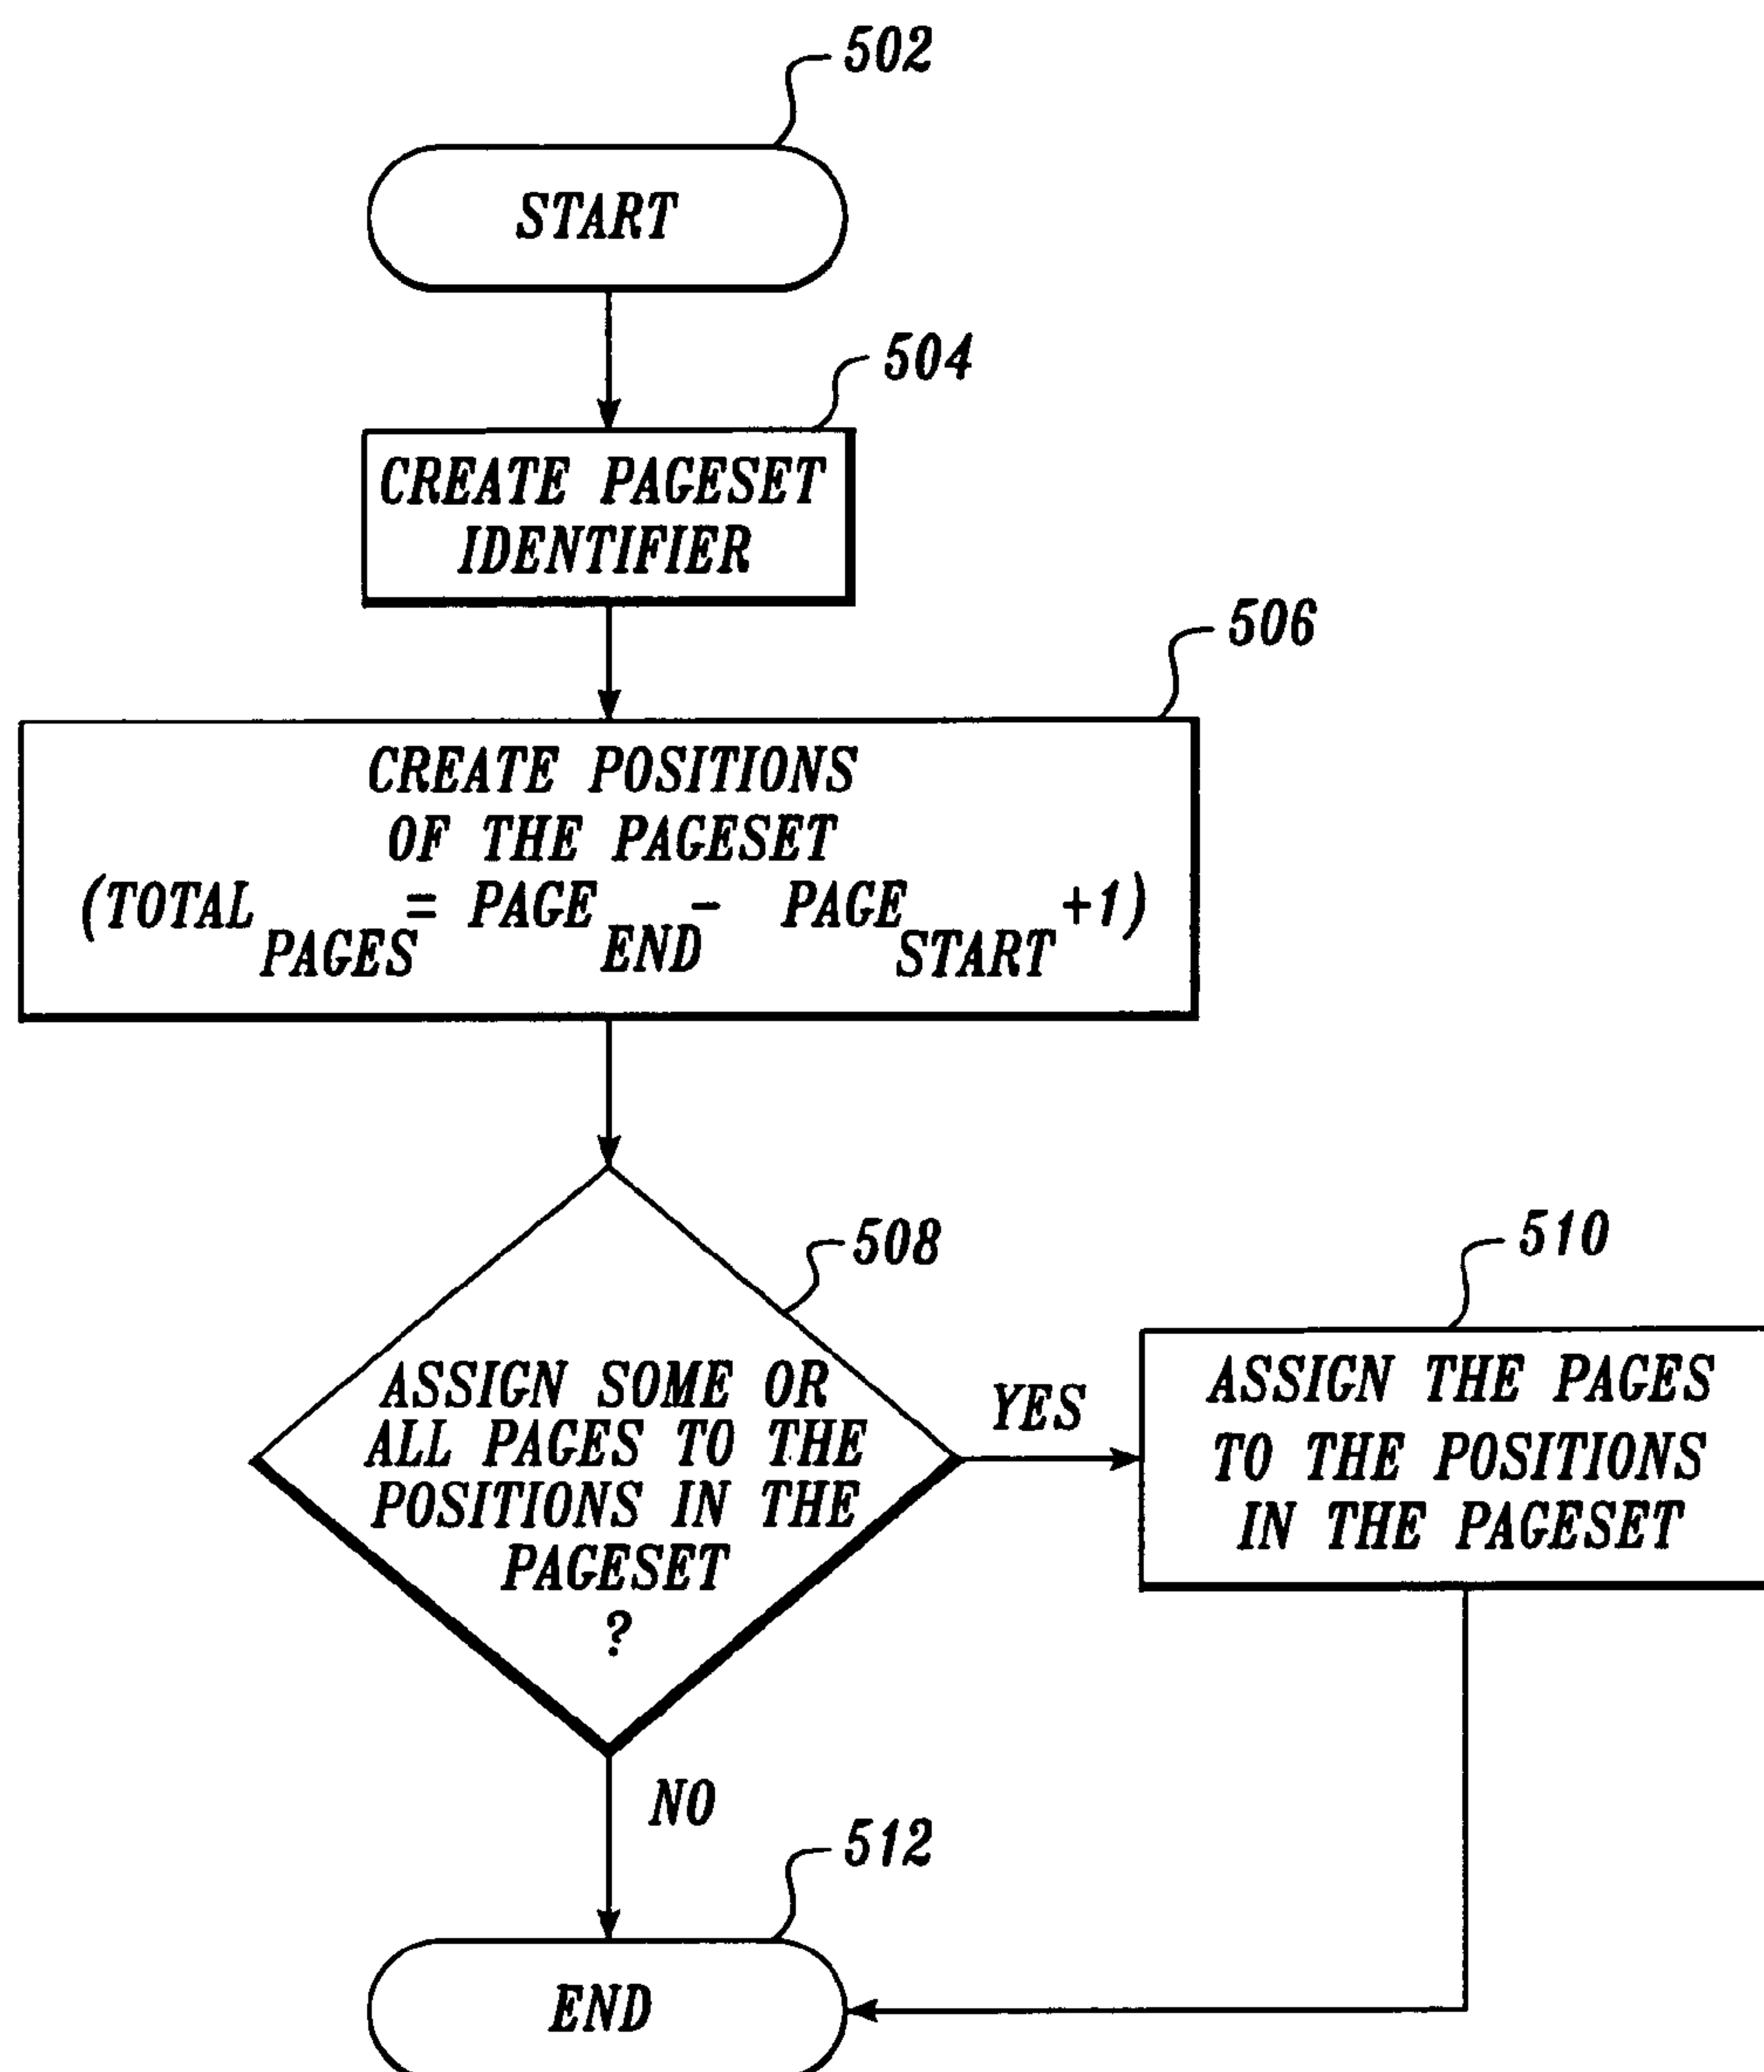 502
START
504
CREATE PAGESET
IDENTIFIER
506
CREATE POSITIONS
OF THE PAGESET
(TOTAL PAGES = PAGE END - PAGE START +1)
508
ASSIGN SOME OR
ALL PAGES TO THE
POSITIONS IN THE
PAGESET
?
YES
510
ASSIGN THE PAGES
TO THE POSITIONS
IN THE PAGESET
NO
512
END